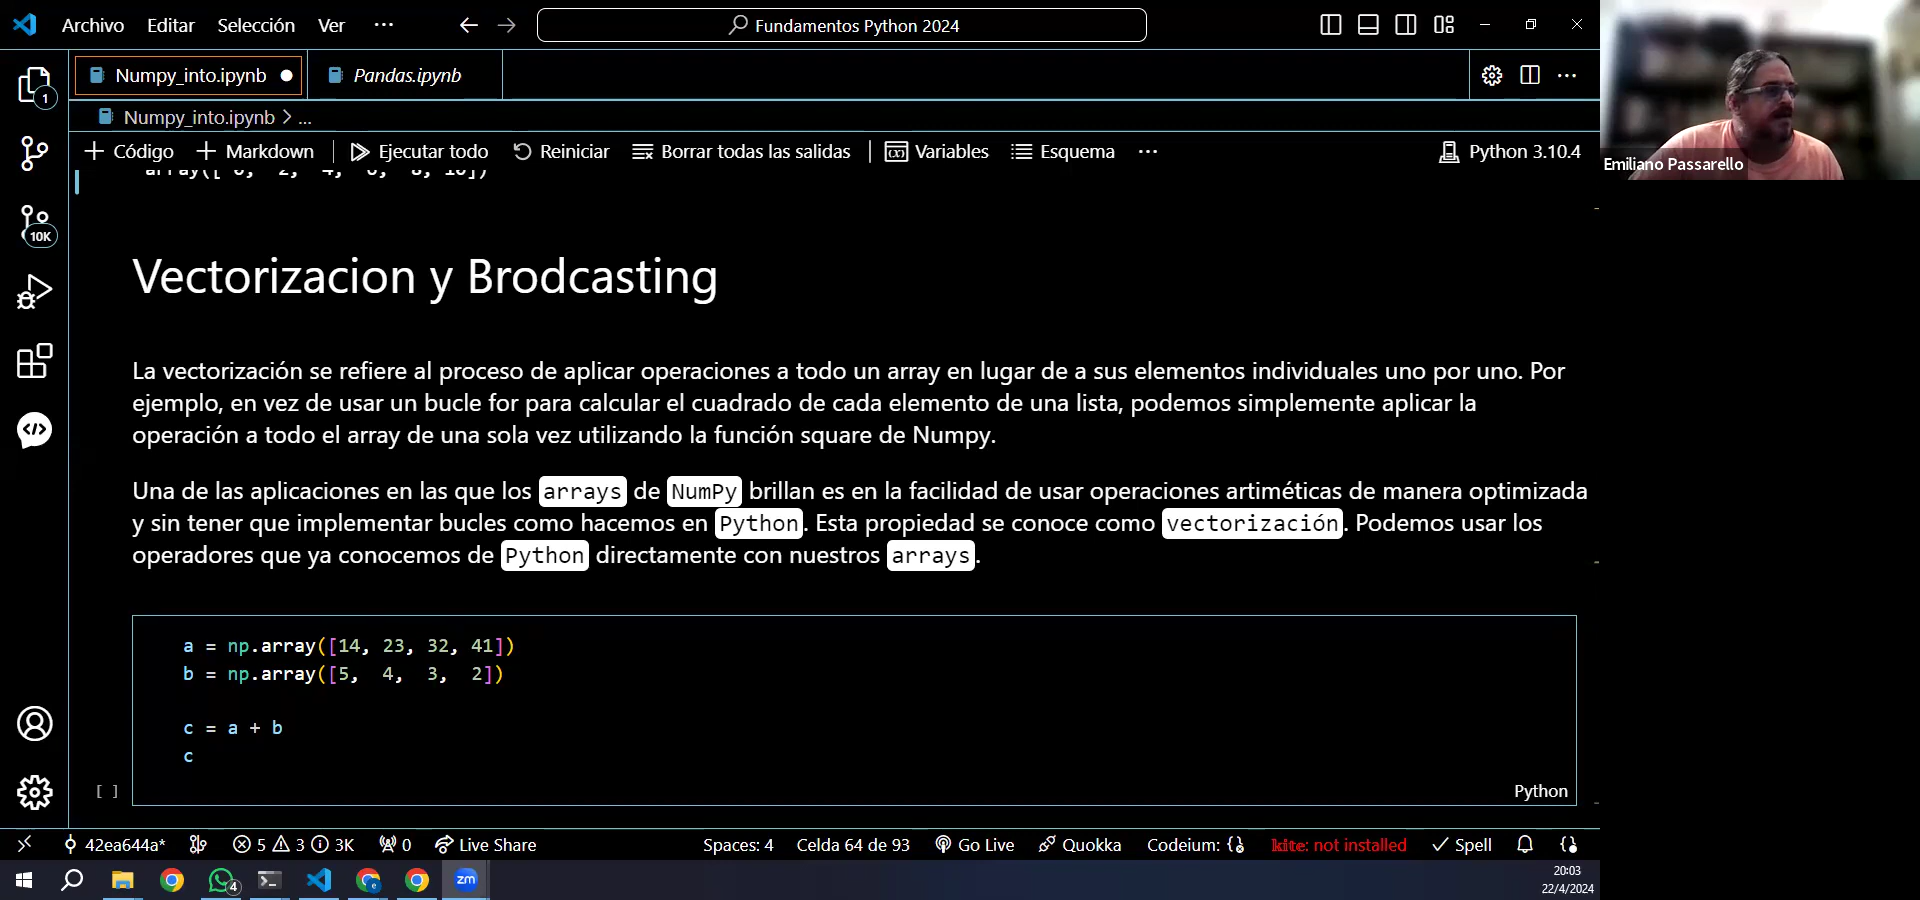 Archivo Editar Selección Ver ··· Fundamentos Python 2024
Numpy_into.ipynb Pandas.ipynb ···
1
Numpy_into.ipynb > ...
Código Markdown Ejecutar todo Reiniciar Borrar todas las salidas Variables Esquema ··· Python 3.10.4
Emiliano Passarello
10K
Vectorizacion y Brodcasting
La vectorización se refiere al proceso de aplicar operaciones a todo un array en lugar de a sus elementos individuales uno por uno. Por
ejemplo, en vez de usar un bucle for para calcular el cuadrado de cada elemento de una lista, podemos simplemente aplicar la
operación a todo el array de una sola vez utilizando la función square de Numpy.
Una de las aplicaciones en las que los arrays de NumPy brillan es en la facilidad de usar operaciones artiméticas de manera optimizada
y sin tener que implementar bucles como hacemos en Python. Esta propiedad se conoce como vectorización. Podemos usar los
operadores que ya conocemos de Python directamente con nuestros arrays.
a = np.array([14, 23, 32, 41])
b = np.array([5, 4, 3, 2])
c = a + b
c
[ ] Python
42ea644a* 5 3 3K 0 Live Share Spaces: 4 Celda 64 de 93 Go Live Quokka Codeium: {} kite: not installed Spell
4 zm 20:03
22/4/2024